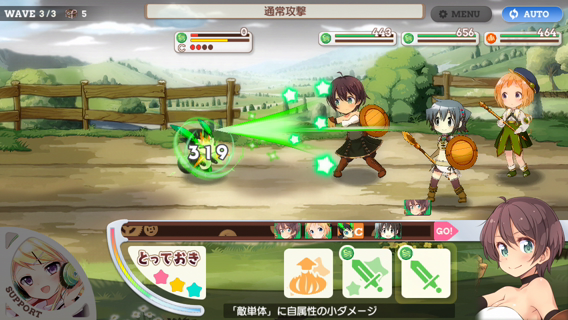 WAVE 3/3 5
通常攻撃
MENU
AUTO
0
443
656
464
C
319
C
GO!
とっておき
SUPPORT
「敵単体」に自属性の小ダメージ